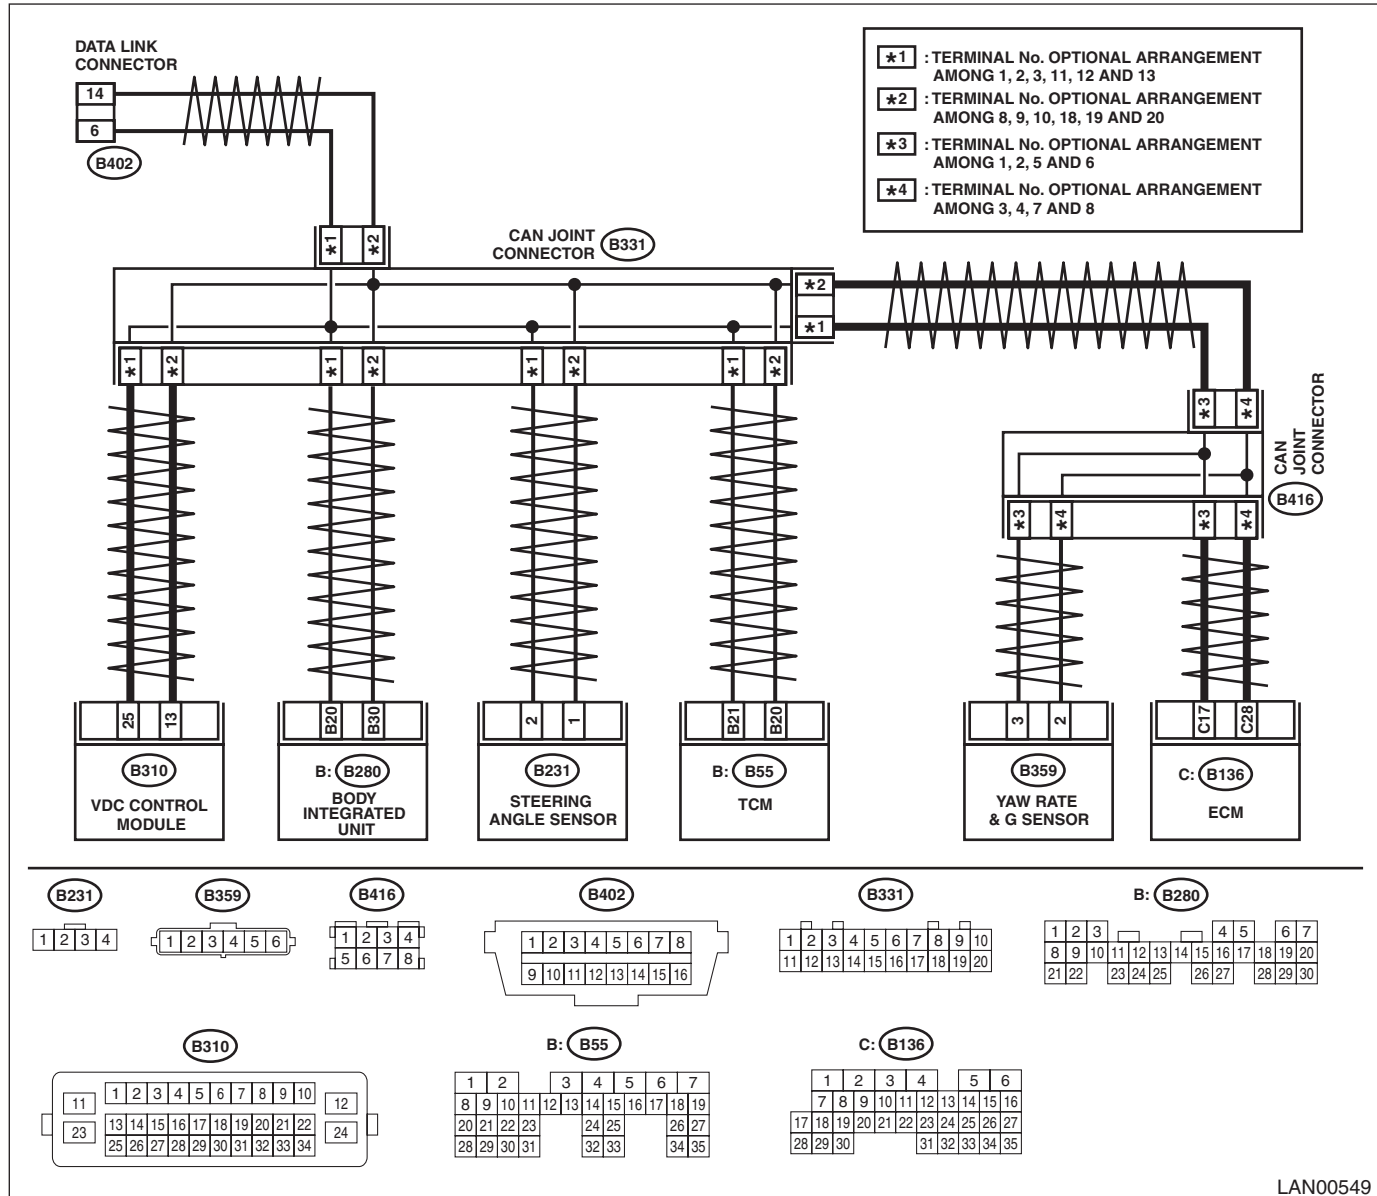 DATA LINK
CONNECTOR
14
6
B402
*1 : TERMINAL No. OPTIONAL ARRANGEMENT
AMONG 1, 2, 3, 11, 12 AND 13
*2 : TERMINAL No. OPTIONAL ARRANGEMENT
AMONG 8, 9, 10, 18, 19 AND 20
*3 : TERMINAL No. OPTIONAL ARRANGEMENT
AMONG 1, 2, 5 AND 6
*4 : TERMINAL No. OPTIONAL ARRANGEMENT
AMONG 3, 4, 7 AND 8
*1 *2
CAN JOINT
CONNECTOR
B331
*2
*1
*1 *2 *1 *2 *1 *2 *1 *2
*3 *4
CAN
JOINT
CONNECTOR
B416
*3 *4 *3 *4
25 13 B20 B30 2 1 B21 B20 3 2 C17 C28
B310
VDC CONTROL
MODULE
B: B280
BODY
INTEGRATED
UNIT
B231
STEERING
ANGLE SENSOR
B: B55
TCM
B359
YAW RATE
& G SENSOR
C: B136
ECM
B231
1 2 3 4
B359
1 2 3 4 5 6
B416
1 2 3 4
5 6 7 8
B402
1 2 3 4 5 6 7 8
9 10 11 12 13 14 15 16
B331
1 2 3 4 5 6 7 8 9 10
11 12 13 14 15 16 17 18 19 20
B: B280
1 2 3 4 5 6 7
8 9 10 11 12 13 14 15 16 17 18 19 20
21 22 23 24 25 26 27 28 29 30
B310
11 1 2 3 4 5 6 7 8 9 10 12
23 13 14 15 16 17 18 19 20 21 22 24
25 26 27 28 29 30 31 32 33 34
B: B55
1 2 3 4 5 6 7
8 9 10 11 12 13 14 15 16 17 18 19
20 21 22 23 24 25 26 27
28 29 30 31 32 33 34 35
C: B136
1 2 3 4 5 6
7 8 9 10 11 12 13 14 15 16
17 18 19 20 21 22 23 24 25 26 27
28 29 30 31 32 33 34 35
LAN00549